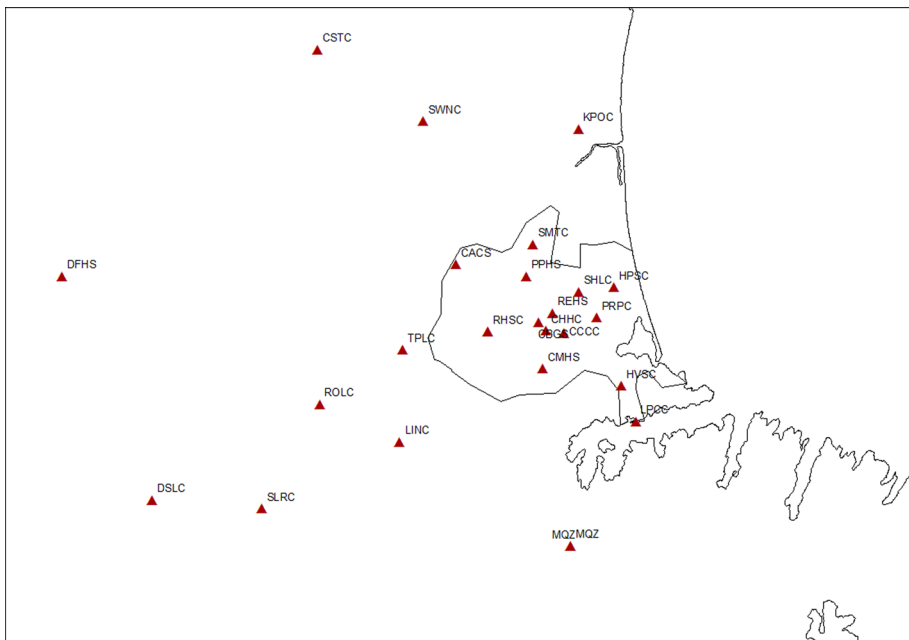 CSTC
SWNC
KPOC
SMTC
CACS
DFHS
PPHS
SHLC
HPSC
REHS
PRPC
RHSC
CHHC
CBGS
CCCC
TPLC
CMHS
HVSC
ROLC
LPCC
LINC
DSLC
SLRC
MQZMQZ